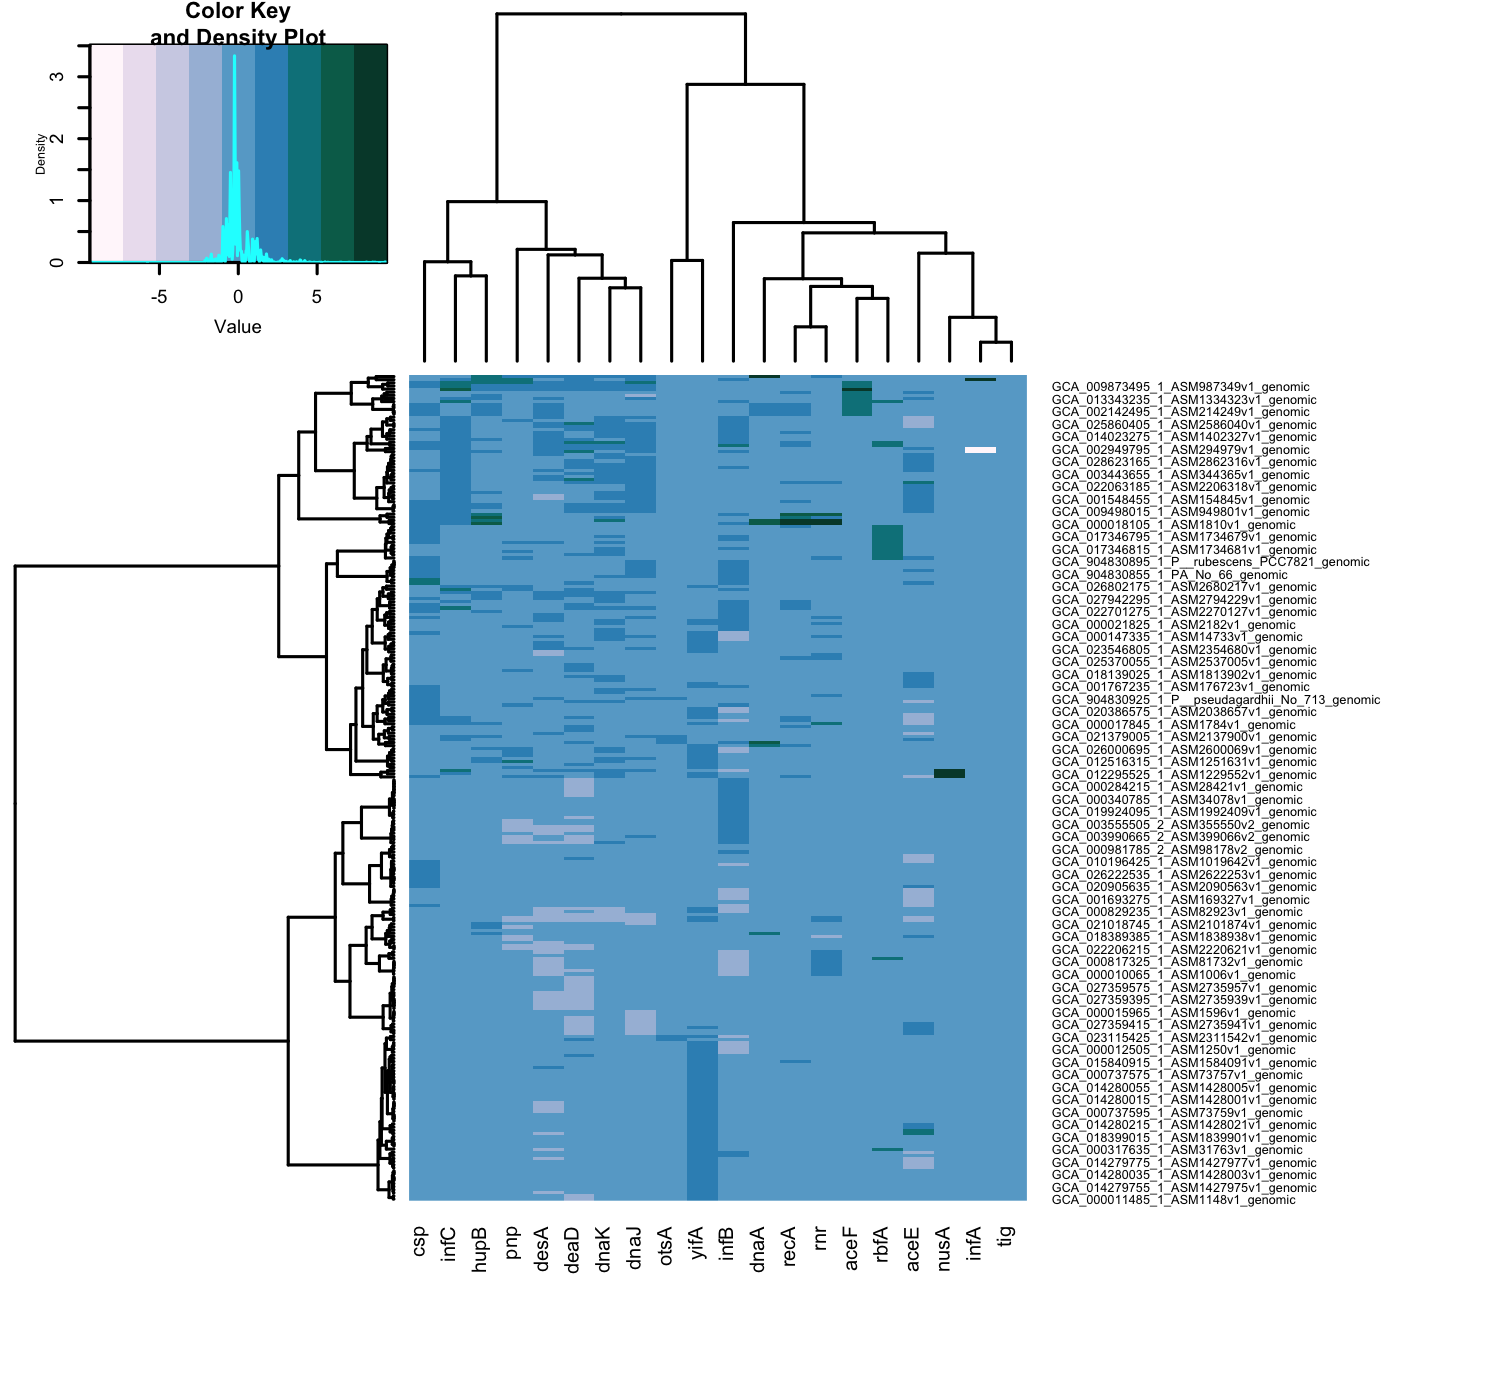 Color Key
and Density Plot
Density
0
1
2
3
-5
0
5
Value
GCA_009873495_1_ASM987349v1_genomic
GCA_013343235_1_ASM1334323v1_genomic
GCA_002142495_1_ASM214249v1_genomic
GCA_025860405_1_ASM2586040v1_genomic
GCA_014023275_1_ASM1402327v1_genomic
GCA_002949795_1_ASM294979v1_genomic
GCA_028623165_1_ASM2862316v1_genomic
GCA_003443655_1_ASM344365v1_genomic
GCA_022063185_1_ASM2206318v1_genomic
GCA_001548455_1_ASM154845v1_genomic
GCA_009498015_1_ASM949801v1_genomic
GCA_000018105_1_ASM1810v1_genomic
GCA_017346795_1_ASM1734679v1_genomic
GCA_017346815_1_ASM1734681v1_genomic
GCA_904830895_1_P__rubescens_PCC7821_genomic
GCA_904830855_1_PA_No_66_genomic
GCA_026802175_1_ASM2680217v1_genomic
GCA_027942295_1_ASM2794229v1_genomic
GCA_022701275_1_ASM2270127v1_genomic
GCA_000021825_1_ASM2182v1_genomic
GCA_000147335_1_ASM14733v1_genomic
GCA_023546805_1_ASM2354680v1_genomic
GCA_025370055_1_ASM2537005v1_genomic
GCA_018139025_1_ASM1813902v1_genomic
GCA_001767235_1_ASM176723v1_genomic
GCA_904830925_1_P__pseudagardhii_No_713_genomic
GCA_020386575_1_ASM2038657v1_genomic
GCA_000017845_1_ASM1784v1_genomic
GCA_021379005_1_ASM2137900v1_genomic
GCA_026000695_1_ASM2600069v1_genomic
GCA_012516315_1_ASM1251631v1_genomic
GCA_012295525_1_ASM1229552v1_genomic
GCA_000284215_1_ASM28421v1_genomic
GCA_000340785_1_ASM34078v1_genomic
GCA_019924095_1_ASM1992409v1_genomic
GCA_003555505_2_ASM355550v2_genomic
GCA_003990665_2_ASM399066v2_genomic
GCA_000981785_2_ASM98178v2_genomic
GCA_010196425_1_ASM1019642v1_genomic
GCA_026222535_1_ASM2622253v1_genomic
GCA_020905635_1_ASM2090563v1_genomic
GCA_001693275_1_ASM169327v1_genomic
GCA_000829235_1_ASM82923v1_genomic
GCA_021018745_1_ASM2101874v1_genomic
GCA_018389385_1_ASM1838938v1_genomic
GCA_022206215_1_ASM2220621v1_genomic
GCA_000817325_1_ASM81732v1_genomic
GCA_000010065_1_ASM1006v1_genomic
GCA_027359575_1_ASM2735957v1_genomic
GCA_027359395_1_ASM2735939v1_genomic
GCA_000015965_1_ASM1596v1_genomic
GCA_027359415_1_ASM2735941v1_genomic
GCA_023115425_1_ASM2311542v1_genomic
GCA_000012505_1_ASM1250v1_genomic
GCA_015840915_1_ASM1584091v1_genomic
GCA_000737575_1_ASM73757v1_genomic
GCA_014280055_1_ASM1428005v1_genomic
GCA_014280015_1_ASM1428001v1_genomic
GCA_000737595_1_ASM73759v1_genomic
GCA_014280215_1_ASM1428021v1_genomic
GCA_018399015_1_ASM1839901v1_genomic
GCA_000317635_1_ASM31763v1_genomic
GCA_014279775_1_ASM1427977v1_genomic
GCA_014280035_1_ASM1428003v1_genomic
GCA_014279755_1_ASM1427975v1_genomic
GCA_000011485_1_ASM1148v1_genomic
csp
infC
hupB
pnp
desA
deaD
dnaK
dnaJ
otsA
yifA
infB
dnaA
recA
rnr
aceF
rbfA
aceE
nusA
infA
tig